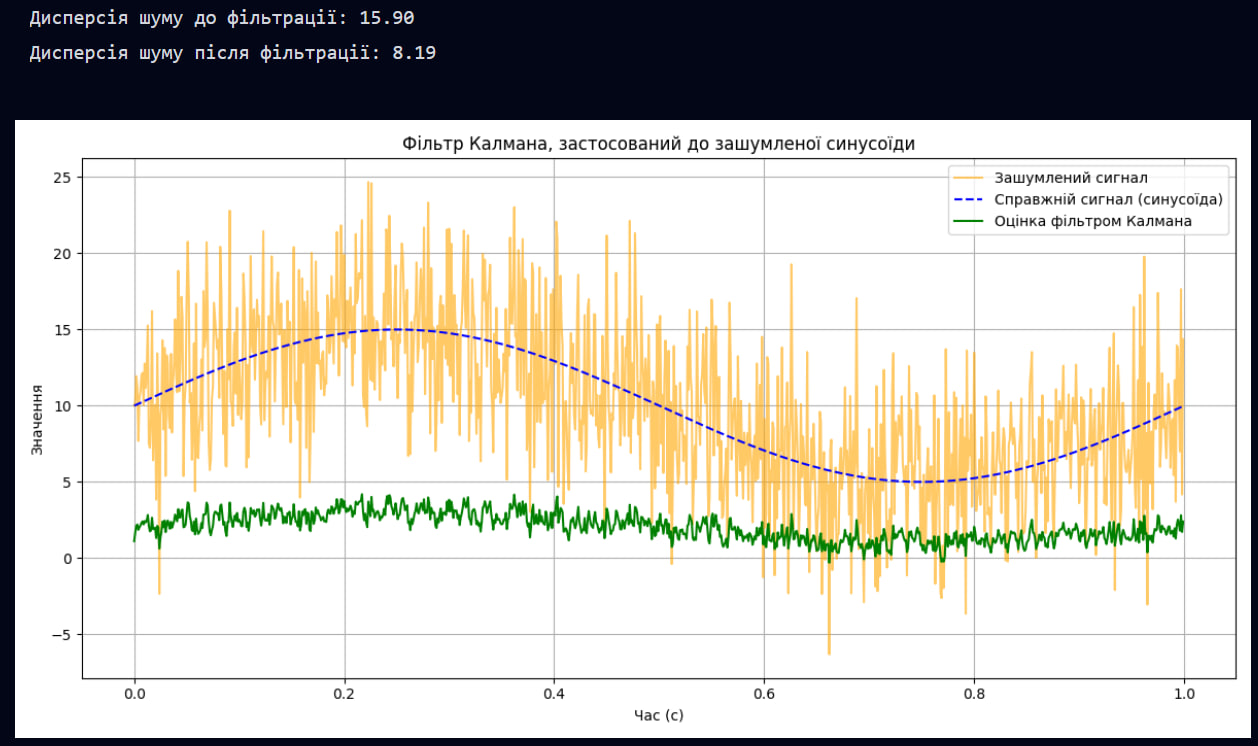 Дисперсія шуму до фільтрації: 15.90
Дисперсія шуму після фільтрації: 8.19
Фільтр Калмана, застосований до зашумленої синусоїди
Зашумлений сигнал
Справжній сигнал (синусоїда)
Оцінка фільтром Калмана
Значення
25
20
15
10
5
0
−5
0.0 0.2 0.4 0.6 0.8 1.0
Час (с)